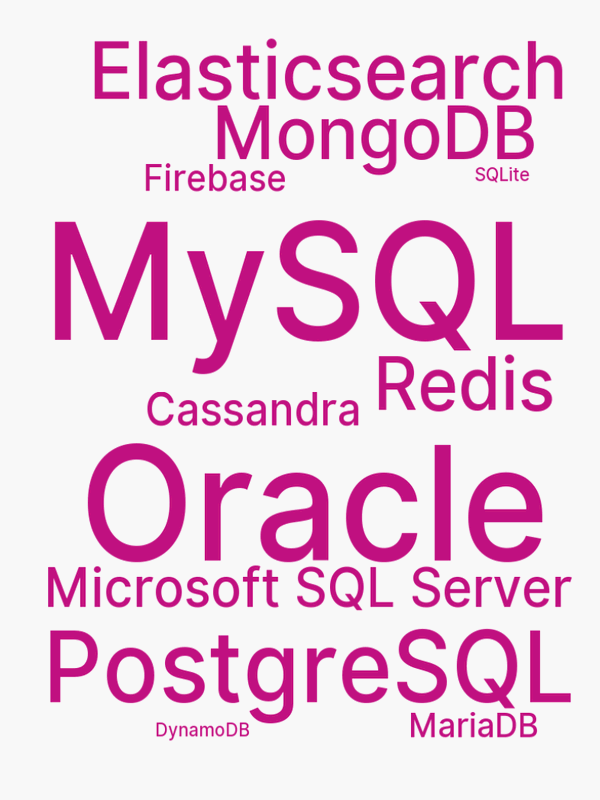 Elasticsearch
MongoDB
Firebase
SQLite
MySQL
Redis
Cassandra
Oracle
Microsoft SQL Server
PostgreSQL
DynamoDB
MariaDB